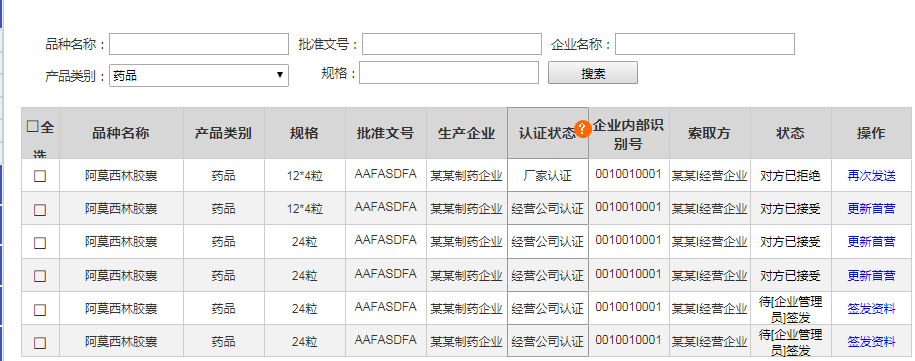 品种名称： 批准文号： 企业名称：
产品类别： 药品 规格： 搜索
全选 品种名称 产品类别 规格 批准文号 生产企业 认证状态 ? 企业内部识别号 索取方 状态 操作
阿莫西林胶囊 药品 12*4粒 AAFASDFA 某某制药企业 厂家认证 0010010001 某某I经营企业 对方已拒绝 再次发送
阿莫西林胶囊 药品 12*4粒 AAFASDFA 某某制药企业 经营公司认证 0010010001 某某I经营企业 对方已接受 更新首营
阿莫西林胶囊 药品 24粒 AAFASDFA 某某制药企业 经营公司认证 0010010001 某某I经营企业 对方已接受 更新首营
阿莫西林胶囊 药品 24粒 AAFASDFA 某某制药企业 经营公司认证 0010010001 某某I经营企业 对方已接受 更新首营
阿莫西林胶囊 药品 24粒 AAFASDFA 某某制药企业 经营公司认证 0010010001 某某I经营企业 待[企业管理员]签发 签发资料
阿莫西林胶囊 药品 24粒 AAFASDFA 某某制药企业 经营公司认证 0010010001 某某I经营企业 待[企业管理员]签发 签发资料